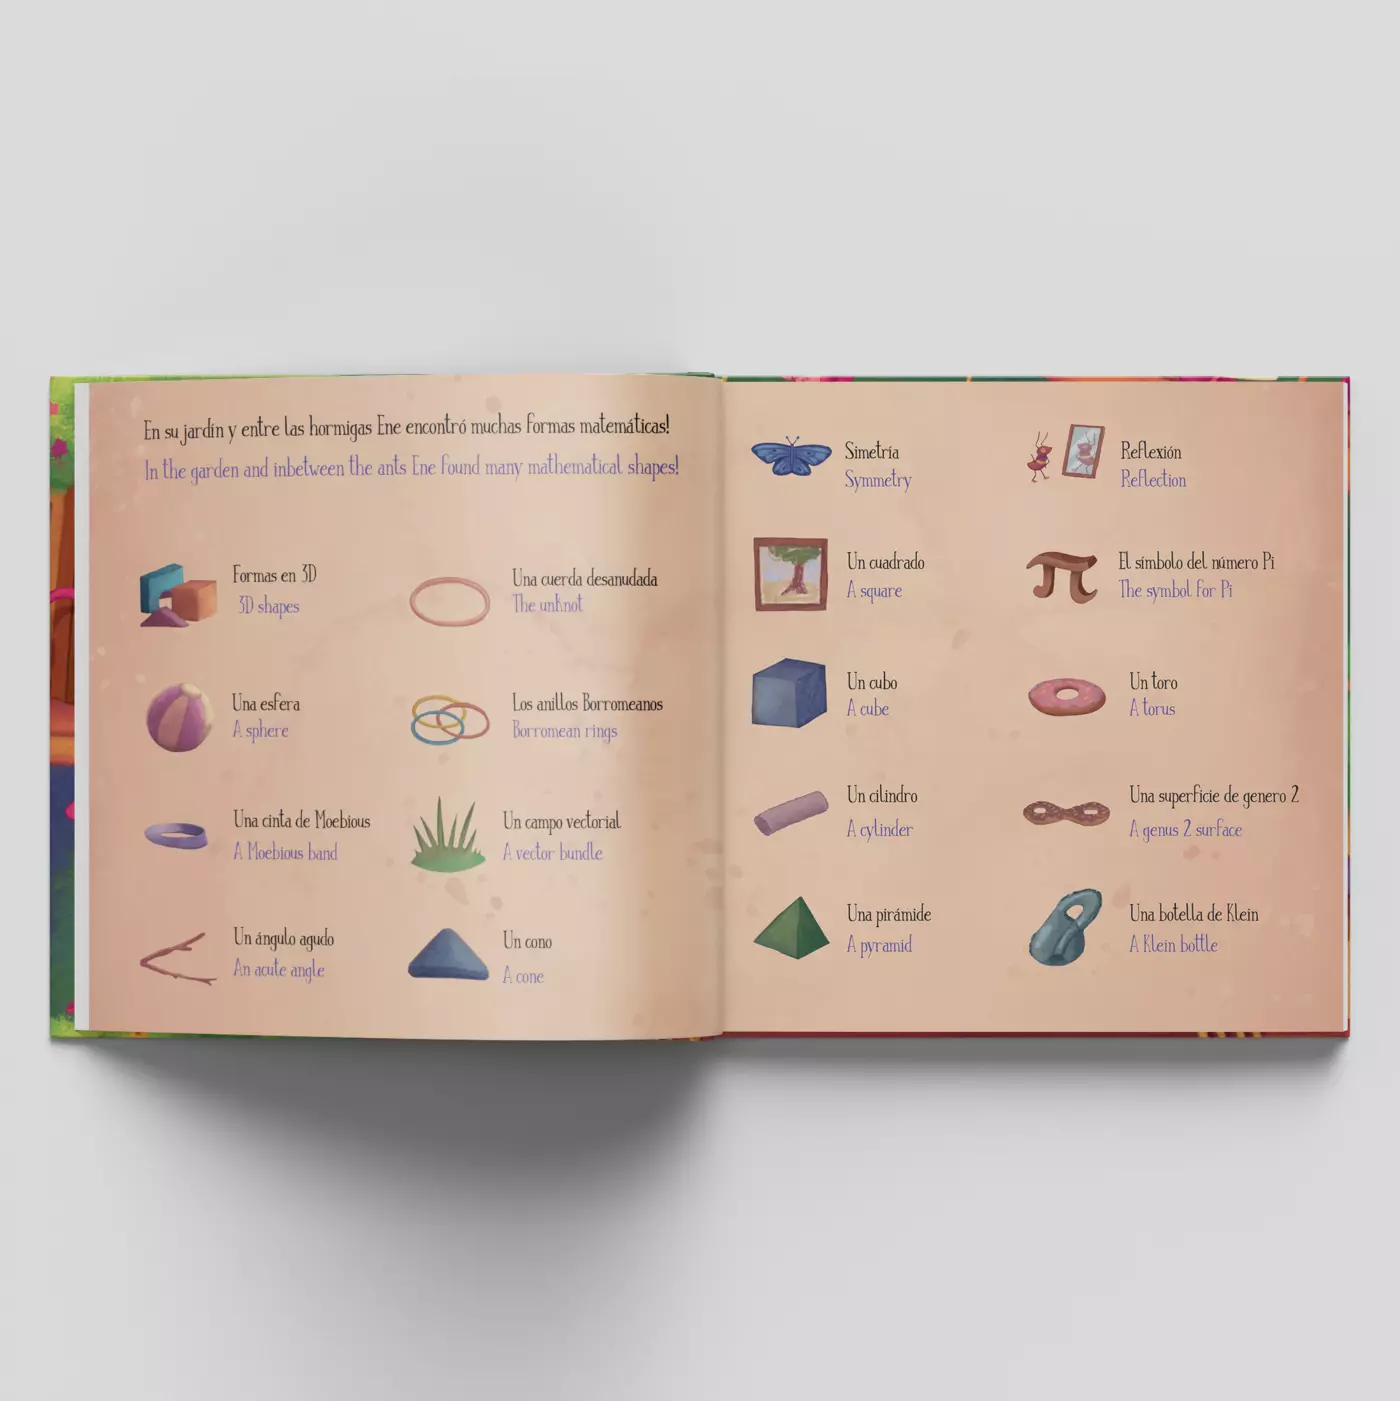 En su jardín y entre las hormigas Ene encontró muchas formas matemáticas!
In the garden and inbetween the ants Ene found many mathematical shapes!
Formas en 3D
3D shapes
Una cuerda desanudada
The unknot
Una esfera
A sphere
Los anillos Borromeanos
Borromean rings
Una cinta de Moebious
A Moebious band
Un campo vectorial
A vector bundle
Un ángulo agudo
An acute angle
Un cono
A cone
Simetría
Symmetry
Reflexión
Reflection
Un cuadrado
A square
El símbolo del número Pi
The symbol for Pi
Un cubo
A cube
Un toro
A torus
Un cilindro
A cylinder
Una superficie de genero 2
A genus 2 surface
Una pirámide
A pyramid
Una botella de Klein
A Klein bottle